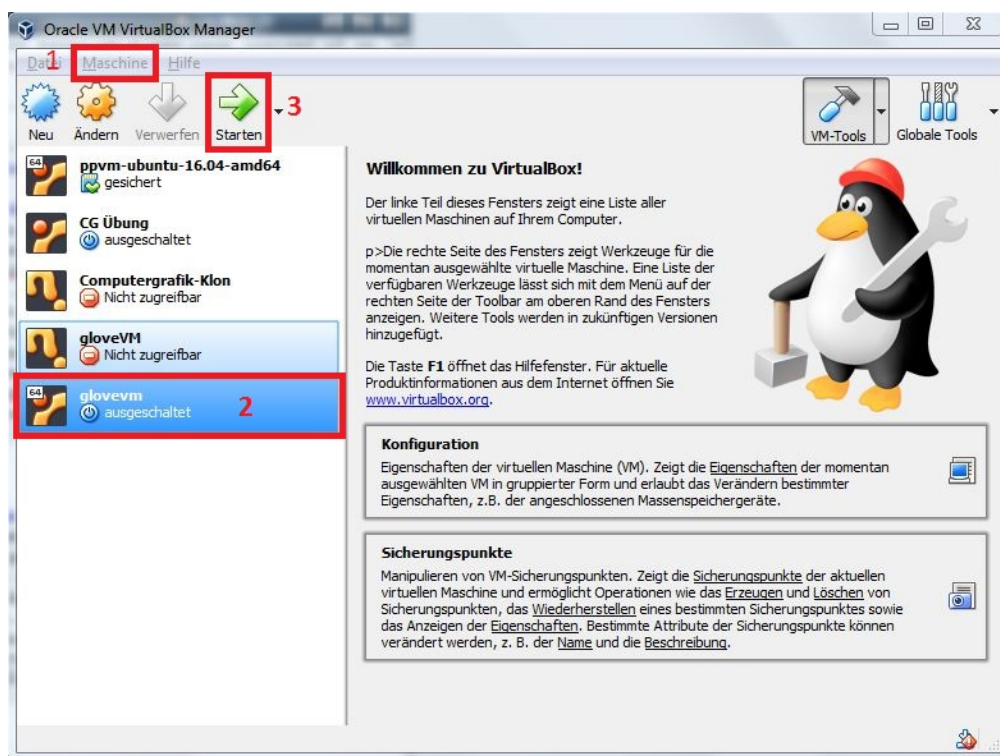 Oracle VM VirtualBox Manager
1
Datei Maschine Hilfe
3
Neu Ändern Verwerfen Starten
VM-Tools Globale Tools
64
ppvm-ubuntu-16.04-amd64
gesichert
CG Übung
ausgeschaltet
Computergrafik-Klon
Nicht zugreifbar
gloveVM
Nicht zugreifbar
64
glovevm
ausgeschaltet
2
Willkommen zu VirtualBox!
Der linke Teil dieses Fensters zeigt eine Liste aller
virtuellen Maschinen auf Ihrem Computer.
p>Die rechte Seite des Fensters zeigt Werkzeuge für die
momentan ausgewählte virtuelle Maschine. Eine Liste der
verfügbaren Werkzeuge lässt sich mit dem Menü auf der
rechten Seite der Toolbar am oberen Rand des Fensters
anzeigen. Weitere Tools werden in zukünftigen Versionen
hinzugefügt.
Die Taste F1 öffnet das Hilfefenster. Für aktuelle
Produktinformationen aus dem Internet öffnen Sie
www.virtualbox.org.
Konfiguration
Eigenschaften der virtuellen Maschine (VM). Zeigt die Eigenschaften der momentan
ausgewählten VM in gruppierter Form und erlaubt das Verändern bestimmter
Eigenschaften, z.B. der angeschlossenen Massenspeichergeräte.
Sicherungspunkte
Manipulieren von VM-Sicherungspunkten. Zeigt die Sicherungspunkte der aktuellen
virtuellen Maschine und ermöglicht Operationen wie das Erzeugen und Löschen von
Sicherungspunkten, das Wiederherstellen eines bestimmten Sicherungspunktes sowie
das Anzeigen der Eigenschaften. Bestimmte Attribute der Sicherungspunkte können
verändert werden, z. B. der Name und die Beschreibung.